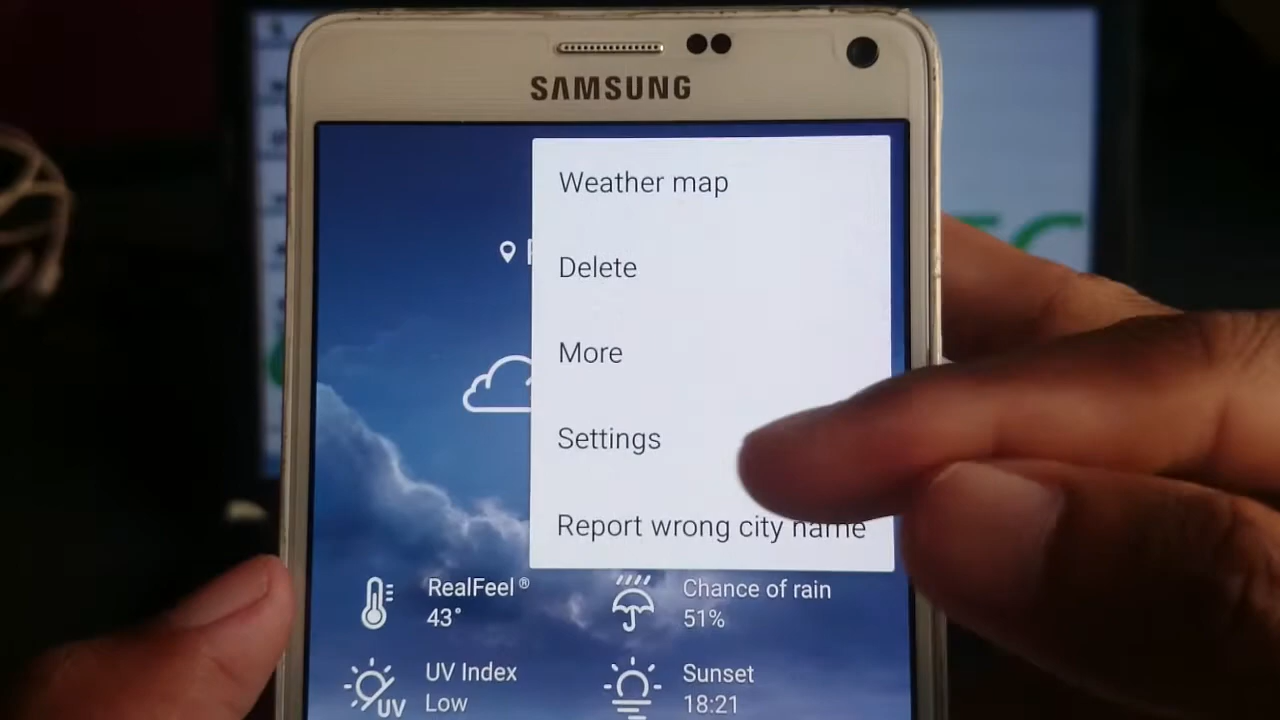 SAMSUNG
Weather map
Delete
More
Settings
Report wrong city name
RealFeel®
43°
Chance of rain
51%
UV Index
Low
UV
Sunset
18:21